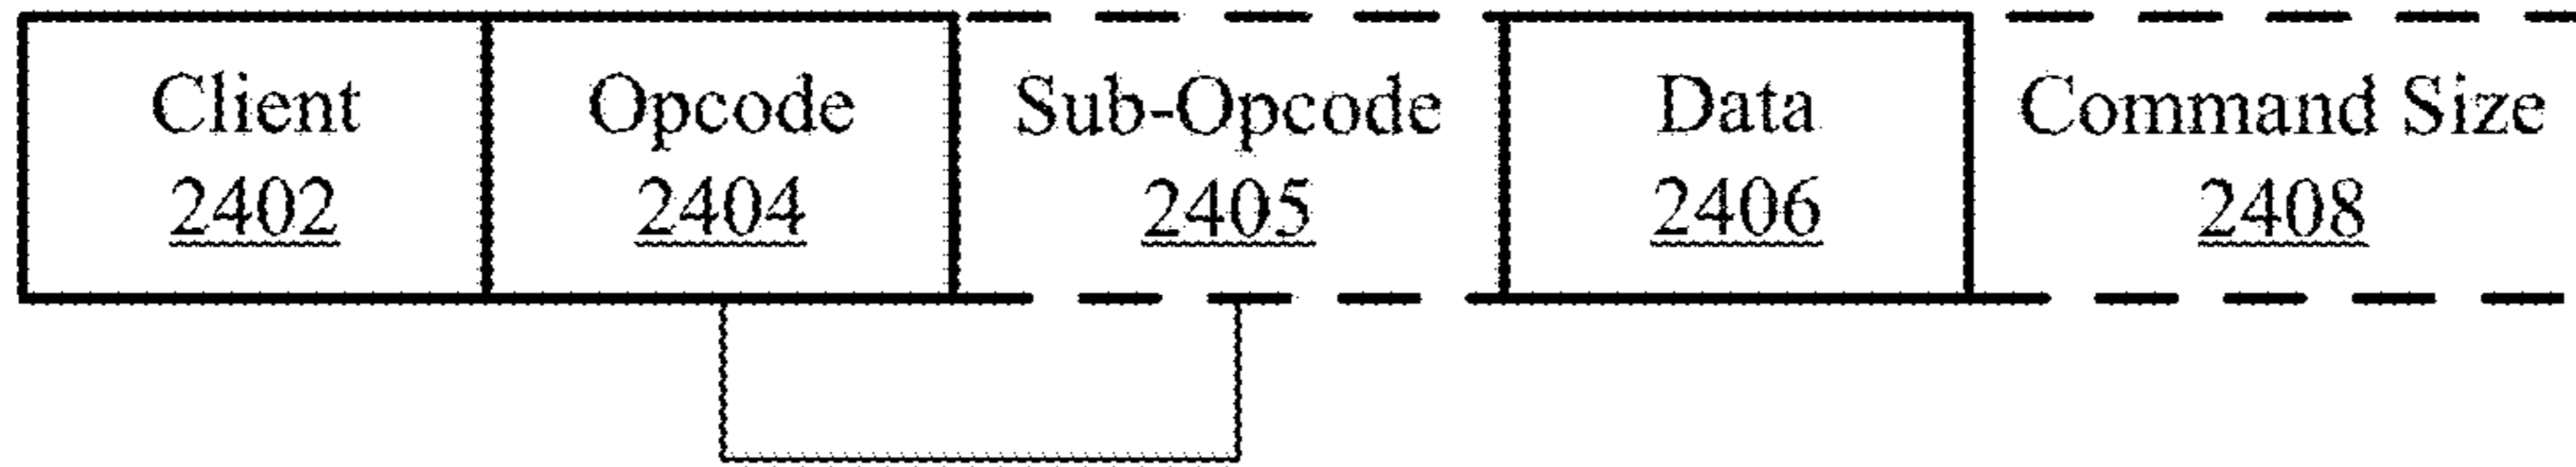 Client Opcode Sub-Opcode Data Command Size
2402 2404 2405 2406 2408